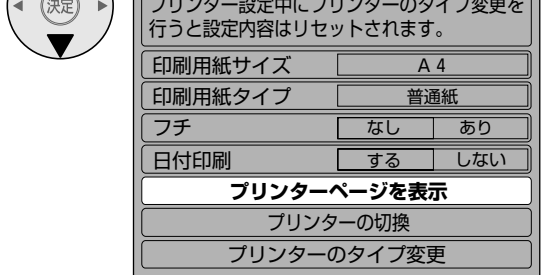 決定
プリンター設定中にプリンターのタイプ変更を
行うと設定内容はリセットされます。
印刷用紙サイズ A4
印刷用紙タイプ 普通紙
フチ なし あり
日付印刷 する しない
プリンターページを表示
プリンターの切換
プリンターのタイプ変更